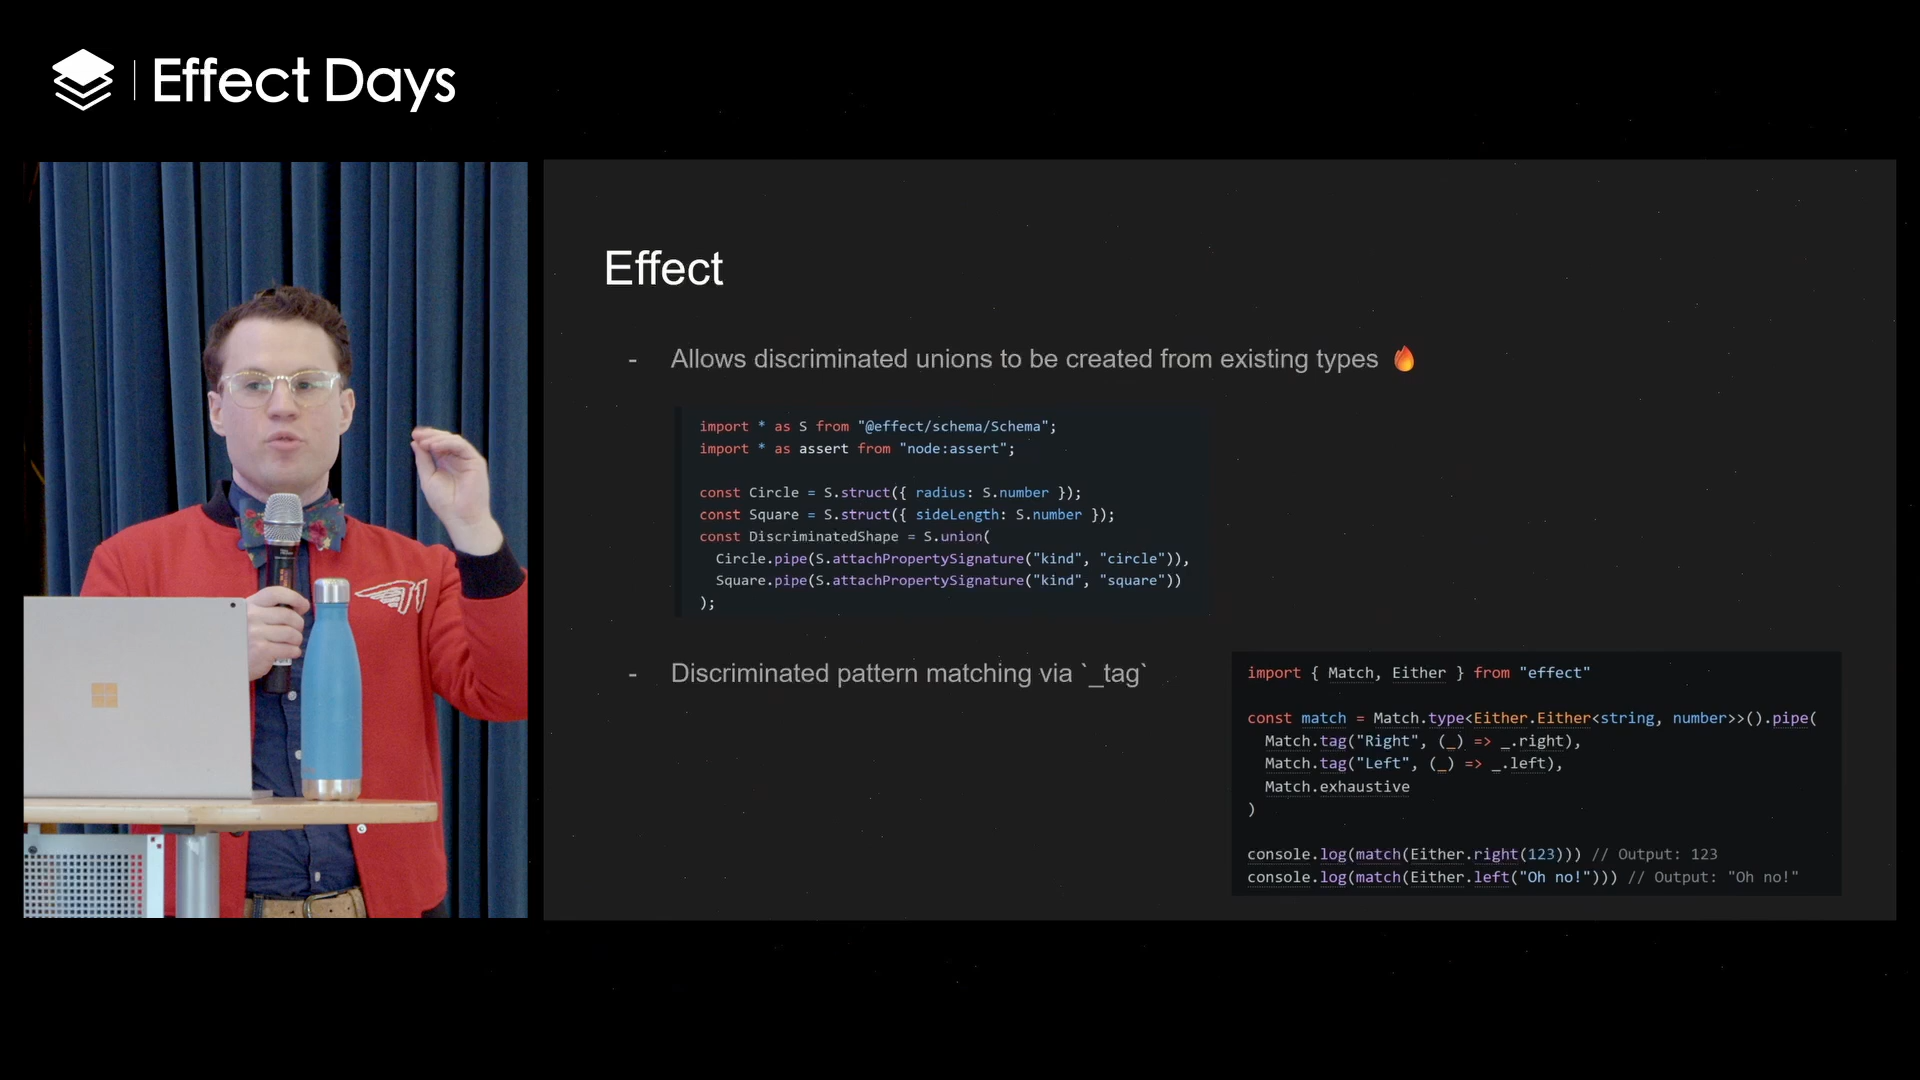 Effect Days
Effect
- Allows discriminated unions to be created from existing types 🔥
import * as S from "@effect/schema/Schema";
import * as assert from "node:assert";
const Circle = S.struct({ radius: S.number });
const Square = S.struct({ sideLength: S.number });
const DiscriminatedShape = S.union(
  Circle.pipe(S.attachPropertySignature("kind", "circle")),
  Square.pipe(S.attachPropertySignature("kind", "square"))
);
- Discriminated pattern matching via `_tag`
import { Match, Either } from "effect"
const match = Match.type<Either.Either<string, number>>().pipe(
  Match.tag("Right", (_) => _.right),
  Match.tag("Left", (_) => _.left),
  Match.exhaustive
)
console.log(match(Either.right(123))) // Output: 123
console.log(match(Either.left("Oh no!"))) // Output: "Oh no!"